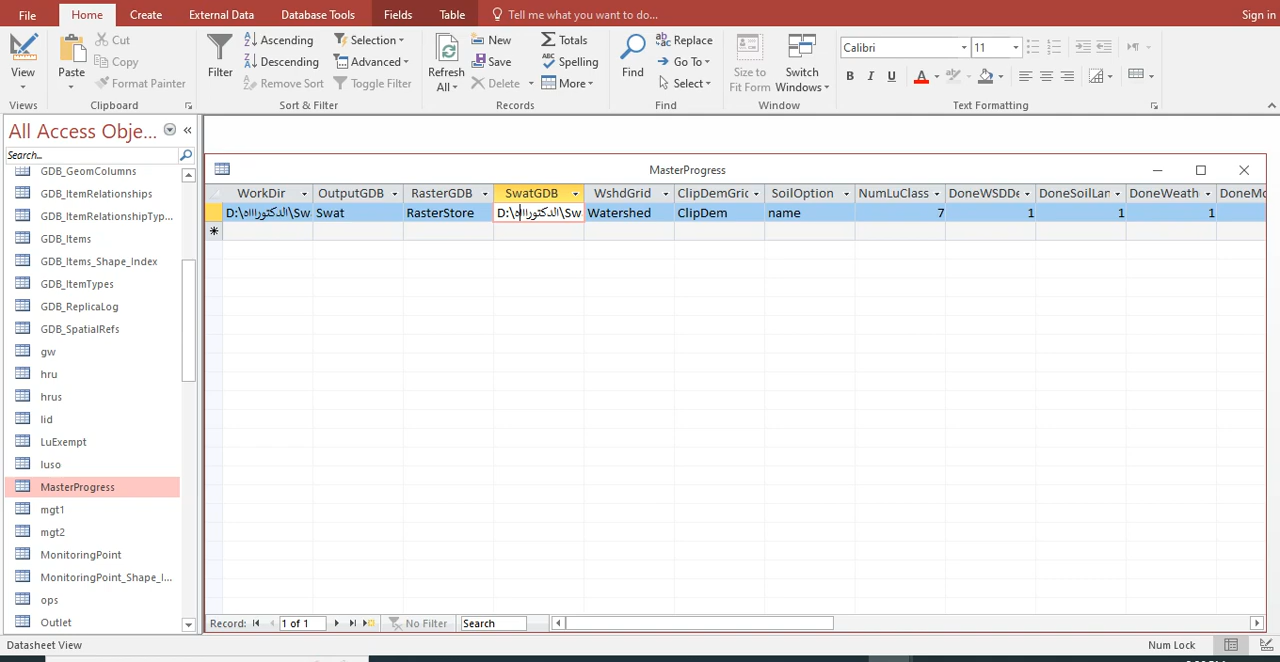 File Home Create External Data Database Tools Fields Table Tell me what you want to do... Sign in
View
Views
Paste
Cut
Copy
Format Painter
Clipboard
Filter
Ascending
Descending
Remove Sort
Selection
Advanced
Toggle Filter
Sort & Filter
Refresh
All
New
Save
Delete
Totals
Spelling
More
Records
Find
Replace
Go To
Select
Find
Size to
Fit Form
Switch
Windows
Window
Calibri 11
B I U A
Text Formatting
All Access Obje...
Search...
GDB_GeomColumns
GDB_ItemRelationships
GDB_ItemRelationshipTyp...
GDB_Items
GDB_Items_Shape_Index
GDB_ItemTypes
GDB_ReplicaLog
GDB_SpatialRefs
gw
hru
hrus
lid
LuExempt
luso
MasterProgress
mgt1
mgt2
MonitoringPoint
MonitoringPoint_Shape_I...
ops
Outlet
MasterProgress
WorkDir OutputGDB RasterGDB SwatGDB WshdGrid ClipDemGric SoilOption NumLuClass DoneWSDDe DoneSoilLan DoneWeath DoneMo
D:\الدكتوراااه\Sw Swat RasterStore D:\الدكتوراااه\Sw Watershed ClipDem name 7 1 1 1
Record: 1 of 1 No Filter Search
Datasheet View Num Lock